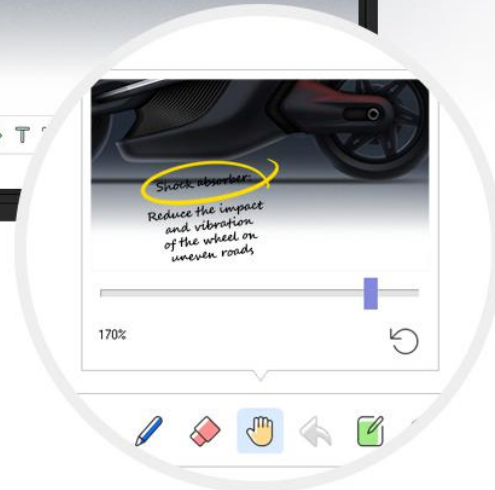 T
Shock absorber:
Reduce the impact
and vibration
of the wheel on
uneven roads
170%